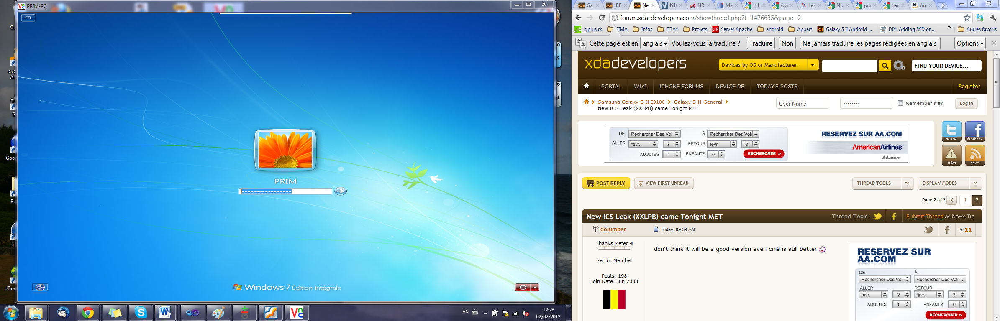 PRIM-PC
FR
PRIM
Windows 7 Édition Intégrale
EN
12:28
02/02/2012
Gal
[RE
Nev
I910
NR.
Mé
sch
ww
Les
No
prin
hag
Am
forum.xda-developers.com/showthread.php?t=1476635&page=2
igplus.tk
SIMA
Infos
GTA4
Projets
SFR
Server Apache
android
Appart
xda
Galaxy S II Android ...
DIY: Adding SSD or ...
»
Autres favoris
Cette page est en anglais Voulez-vous la traduire ? Traduire Non Ne jamais traduire les pages rédigées en anglais Options
xdadevelopers
Devices by OS or Manufacturer
FIND YOUR DEVICE...
PORTAL WIKI IPHONE FORUMS DEVICE DB TODAY'S POSTS Register
Samsung Galaxy S II I9100 > Galaxy S II General >
New ICS Leak (XXLPB) came Tonight MET
User Name
Remember Me?
Log in
DE Rechercher Des Vol À Rechercher Des Vols
ALLER févr. 2 RETOUR févr. 3
ADULTES 1 ENFANTS 0 RECHERCHER »
RESERVEZ SUR AA.COM
AmericanAirlines
AA.com
twitter
facebook
rules
news
POST REPLY
VIEW FIRST UNREAD
THREAD TOOLS
DISPLAY MODES
Page 2 of 2 < 1 2
New ICS Leak (XXLPB) came Tonight MET
Thread Tools:
Submit Thread as News Tip
dajumper
Today, 09:59 AM
# 11
Thanks Meter 4
Senior Member
Posts: 198
Join Date: Jun 2008
don't think it will be a good version even cm9 is still better
RESERVEZ SUR
AA.COM
DE À
Rechercher Des Vol Rechercher Des Vols
ALLER RETOUR
févr. 2 févr. 3
ADULTES 1 ENFANTS 0
RECHERCHER »